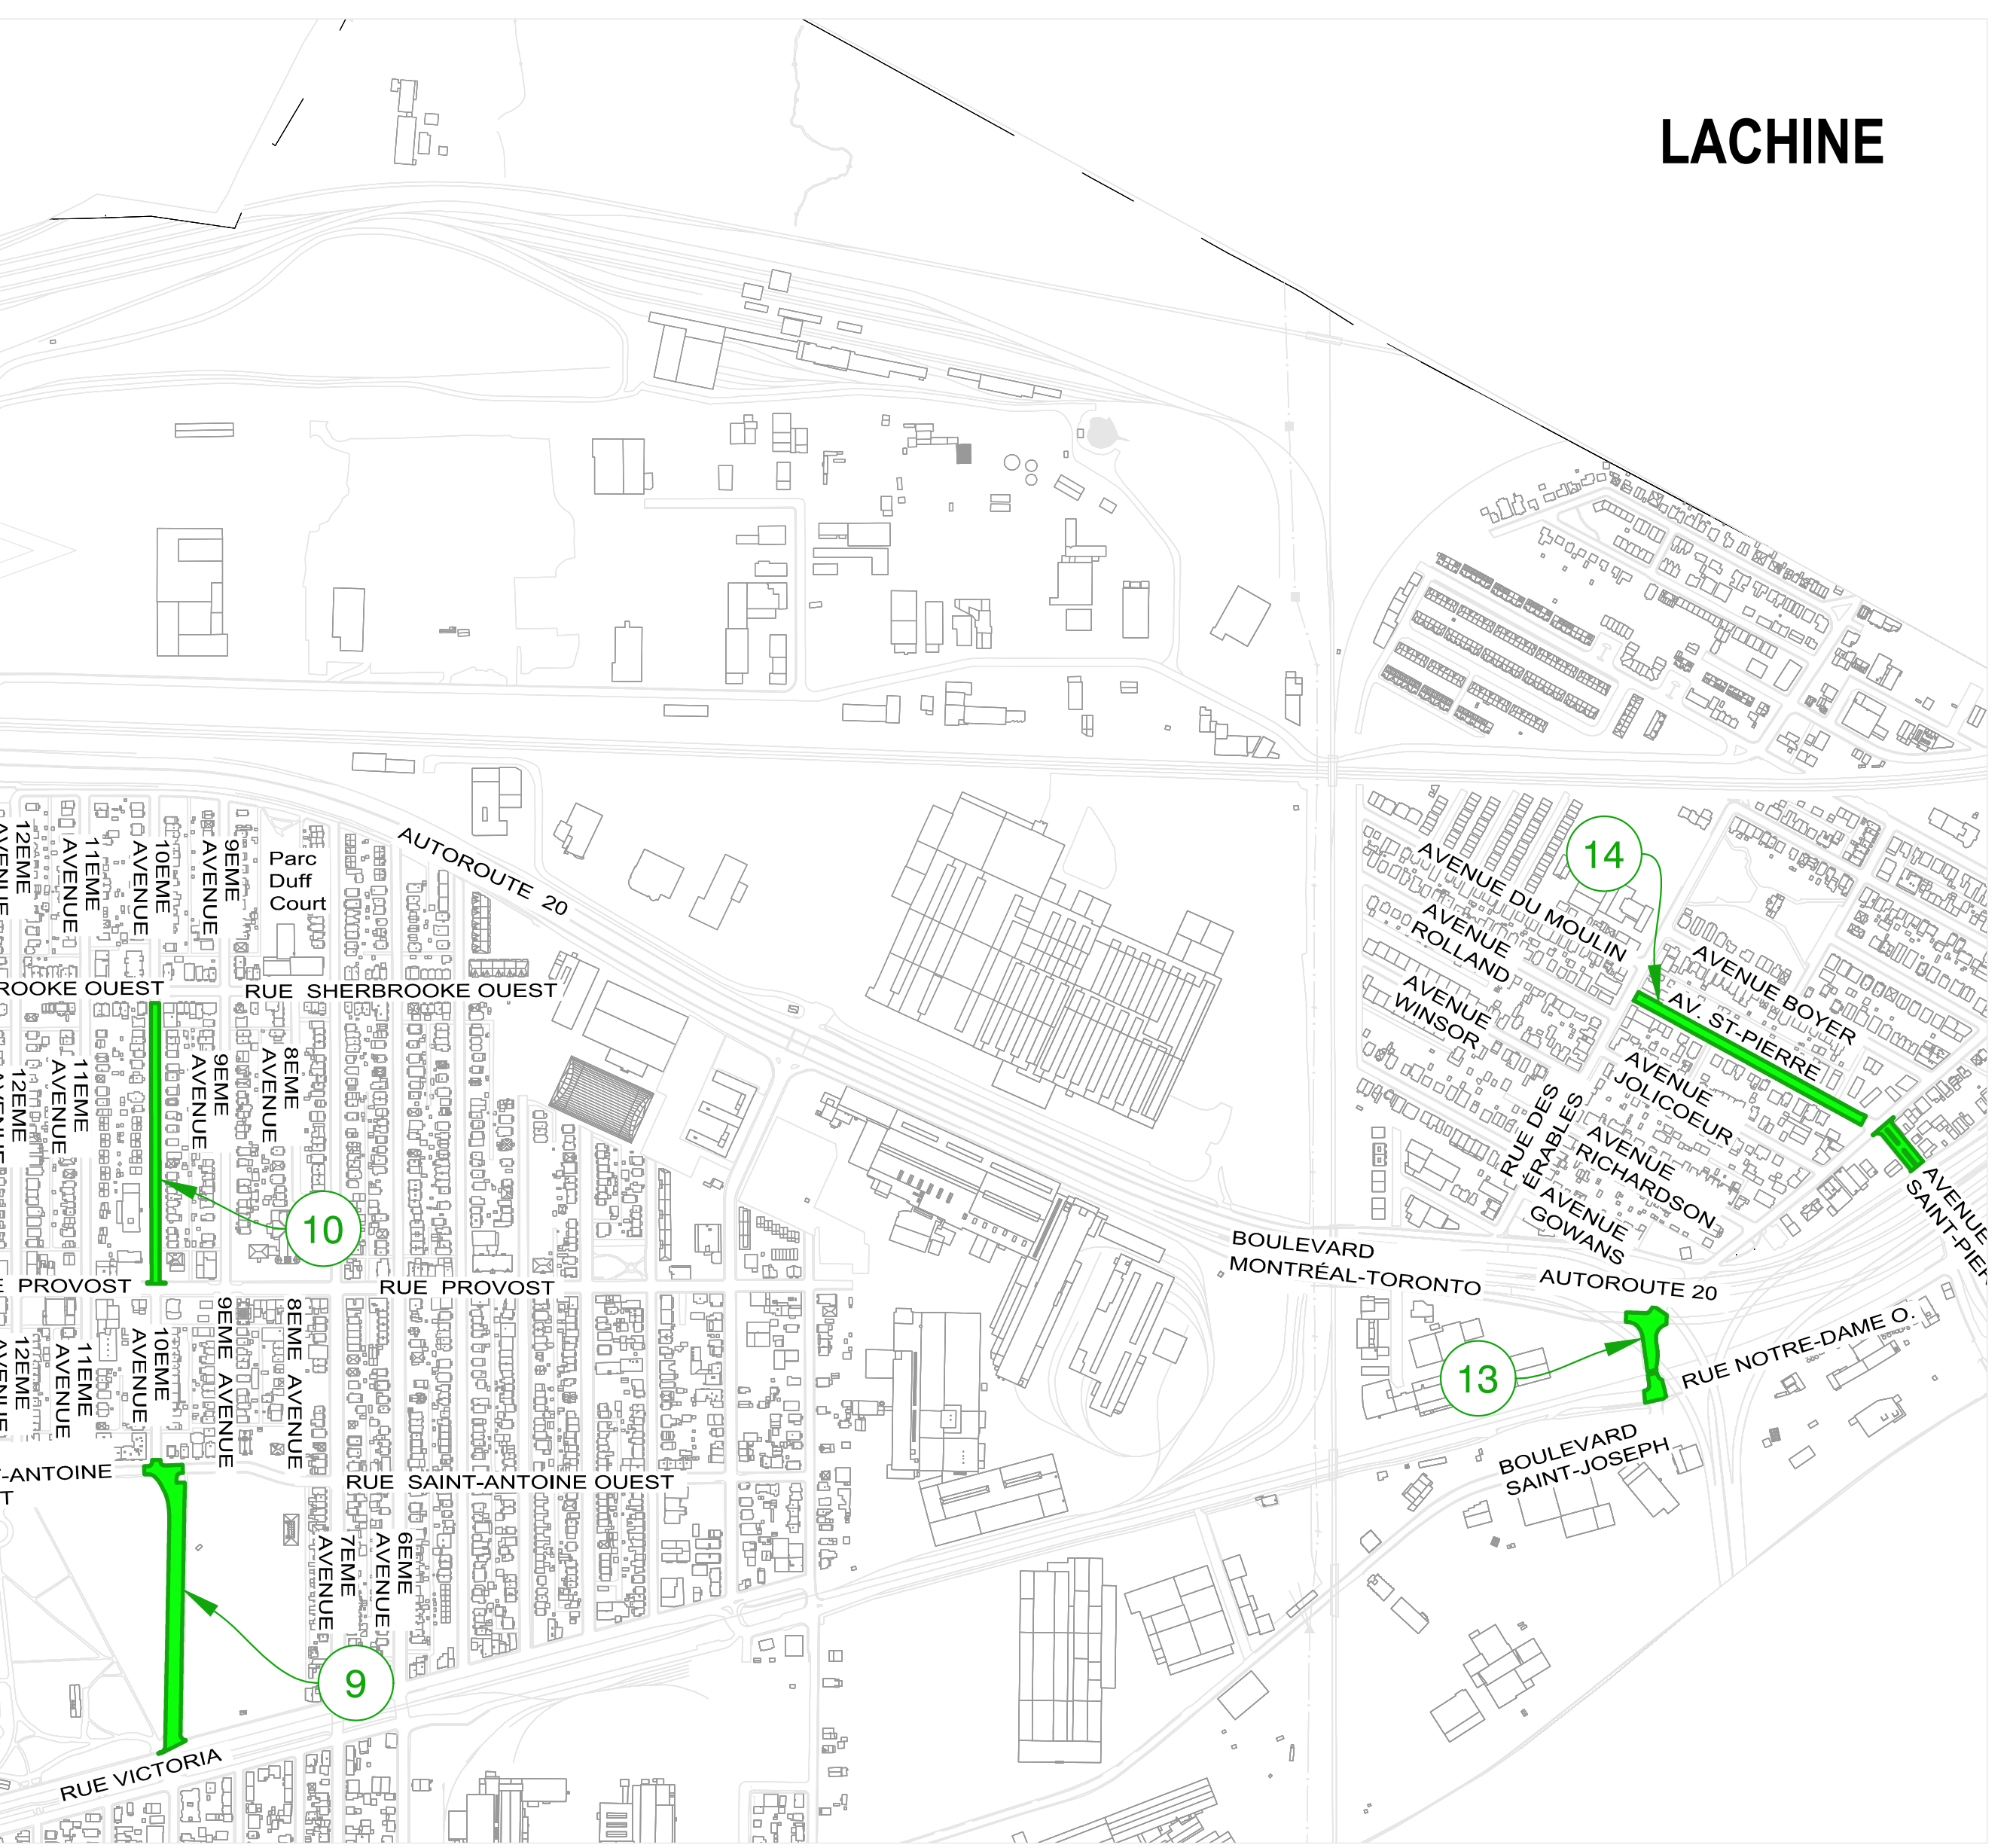 LACHINE
12EME
AVENUE
11EME
AVENUE
10EME
AVENUE
9EME
AVENUE
Parc
Duff
Court
AUTOROUTE 20
ROOKE OUEST
RUE SHERBROOKE OUEST
14
AVENUE DU MOULIN
AVENUE
ROLLAND
AVENUE
WINSOR
AVENUE BOYER
AV. ST-PIERRE
AVENUE
JOLICOEUR
AVENUE
RICHARDSON
AVENUE
GOWANS
RUE DES
ERABLES
AVENUE
SAINT-PIER
12EME
AVENUE
11EME
AVENUE
9EME
AVENUE
8EME
AVENUE
10
PROVOST
RUE PROVOST
BOULEVARD
MONTRÉAL-TORONTO
AUTOROUTE 20
13
RUE NOTRE-DAME O.
BOULEVARD
SAINT-JOSEPH
12EME
AVENUE
11EME
AVENUE
10EME
AVENUE
9EME AVENUE
8EME AVENUE
-ANTOINE
T
RUE SAINT-ANTOINE OUEST
7EME
AVENUE
6EME
AVENUE
9
RUE VICTORIA